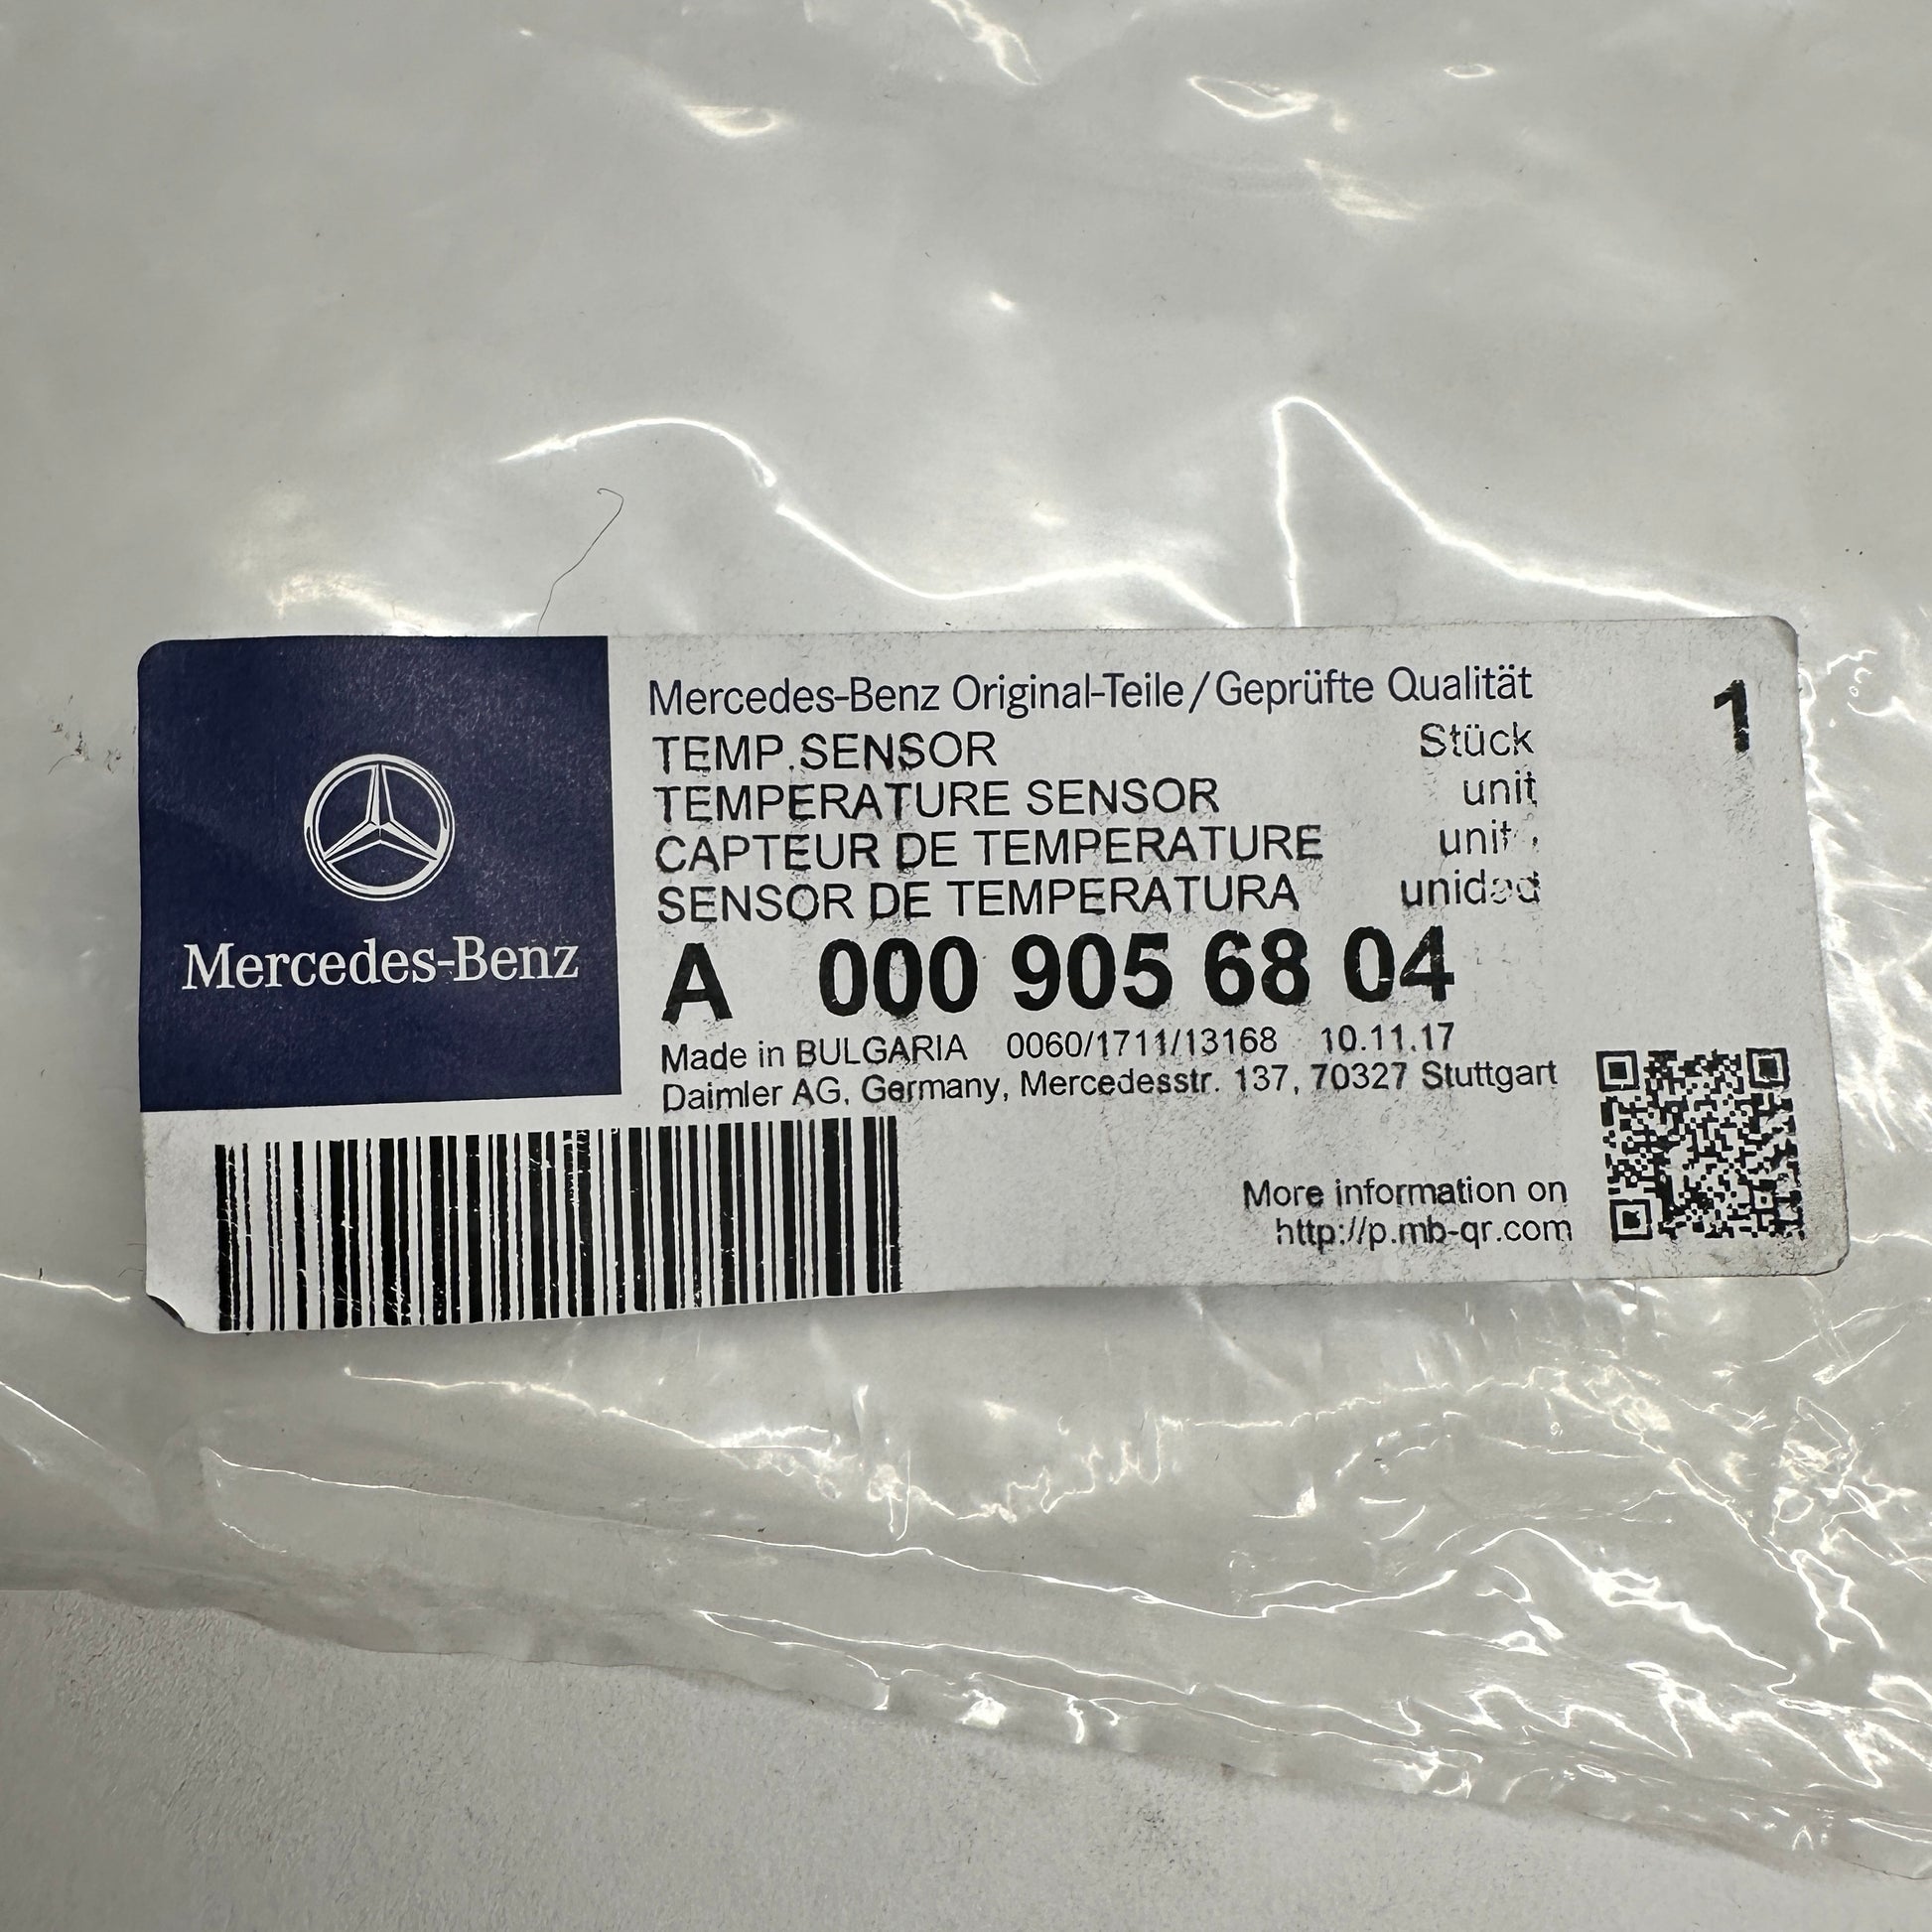 Mercedes-Benz
Mercedes-Benz Original-Teile/Geprüfte Qualität
TEMP.SENSOR Stück 1
TEMPERATURE SENSOR unit
CAPTEUR DE TEMPERATURE
SENSOR DE TEMPERATURA unidad
A 000 905 68 04
Made in BULGARIA 0060/1711/13168 10.11.17
Daimler AG, Germany, Mercedesstr. 137, 70327 Stuttgart
More information on
http://p.mb-qr.com